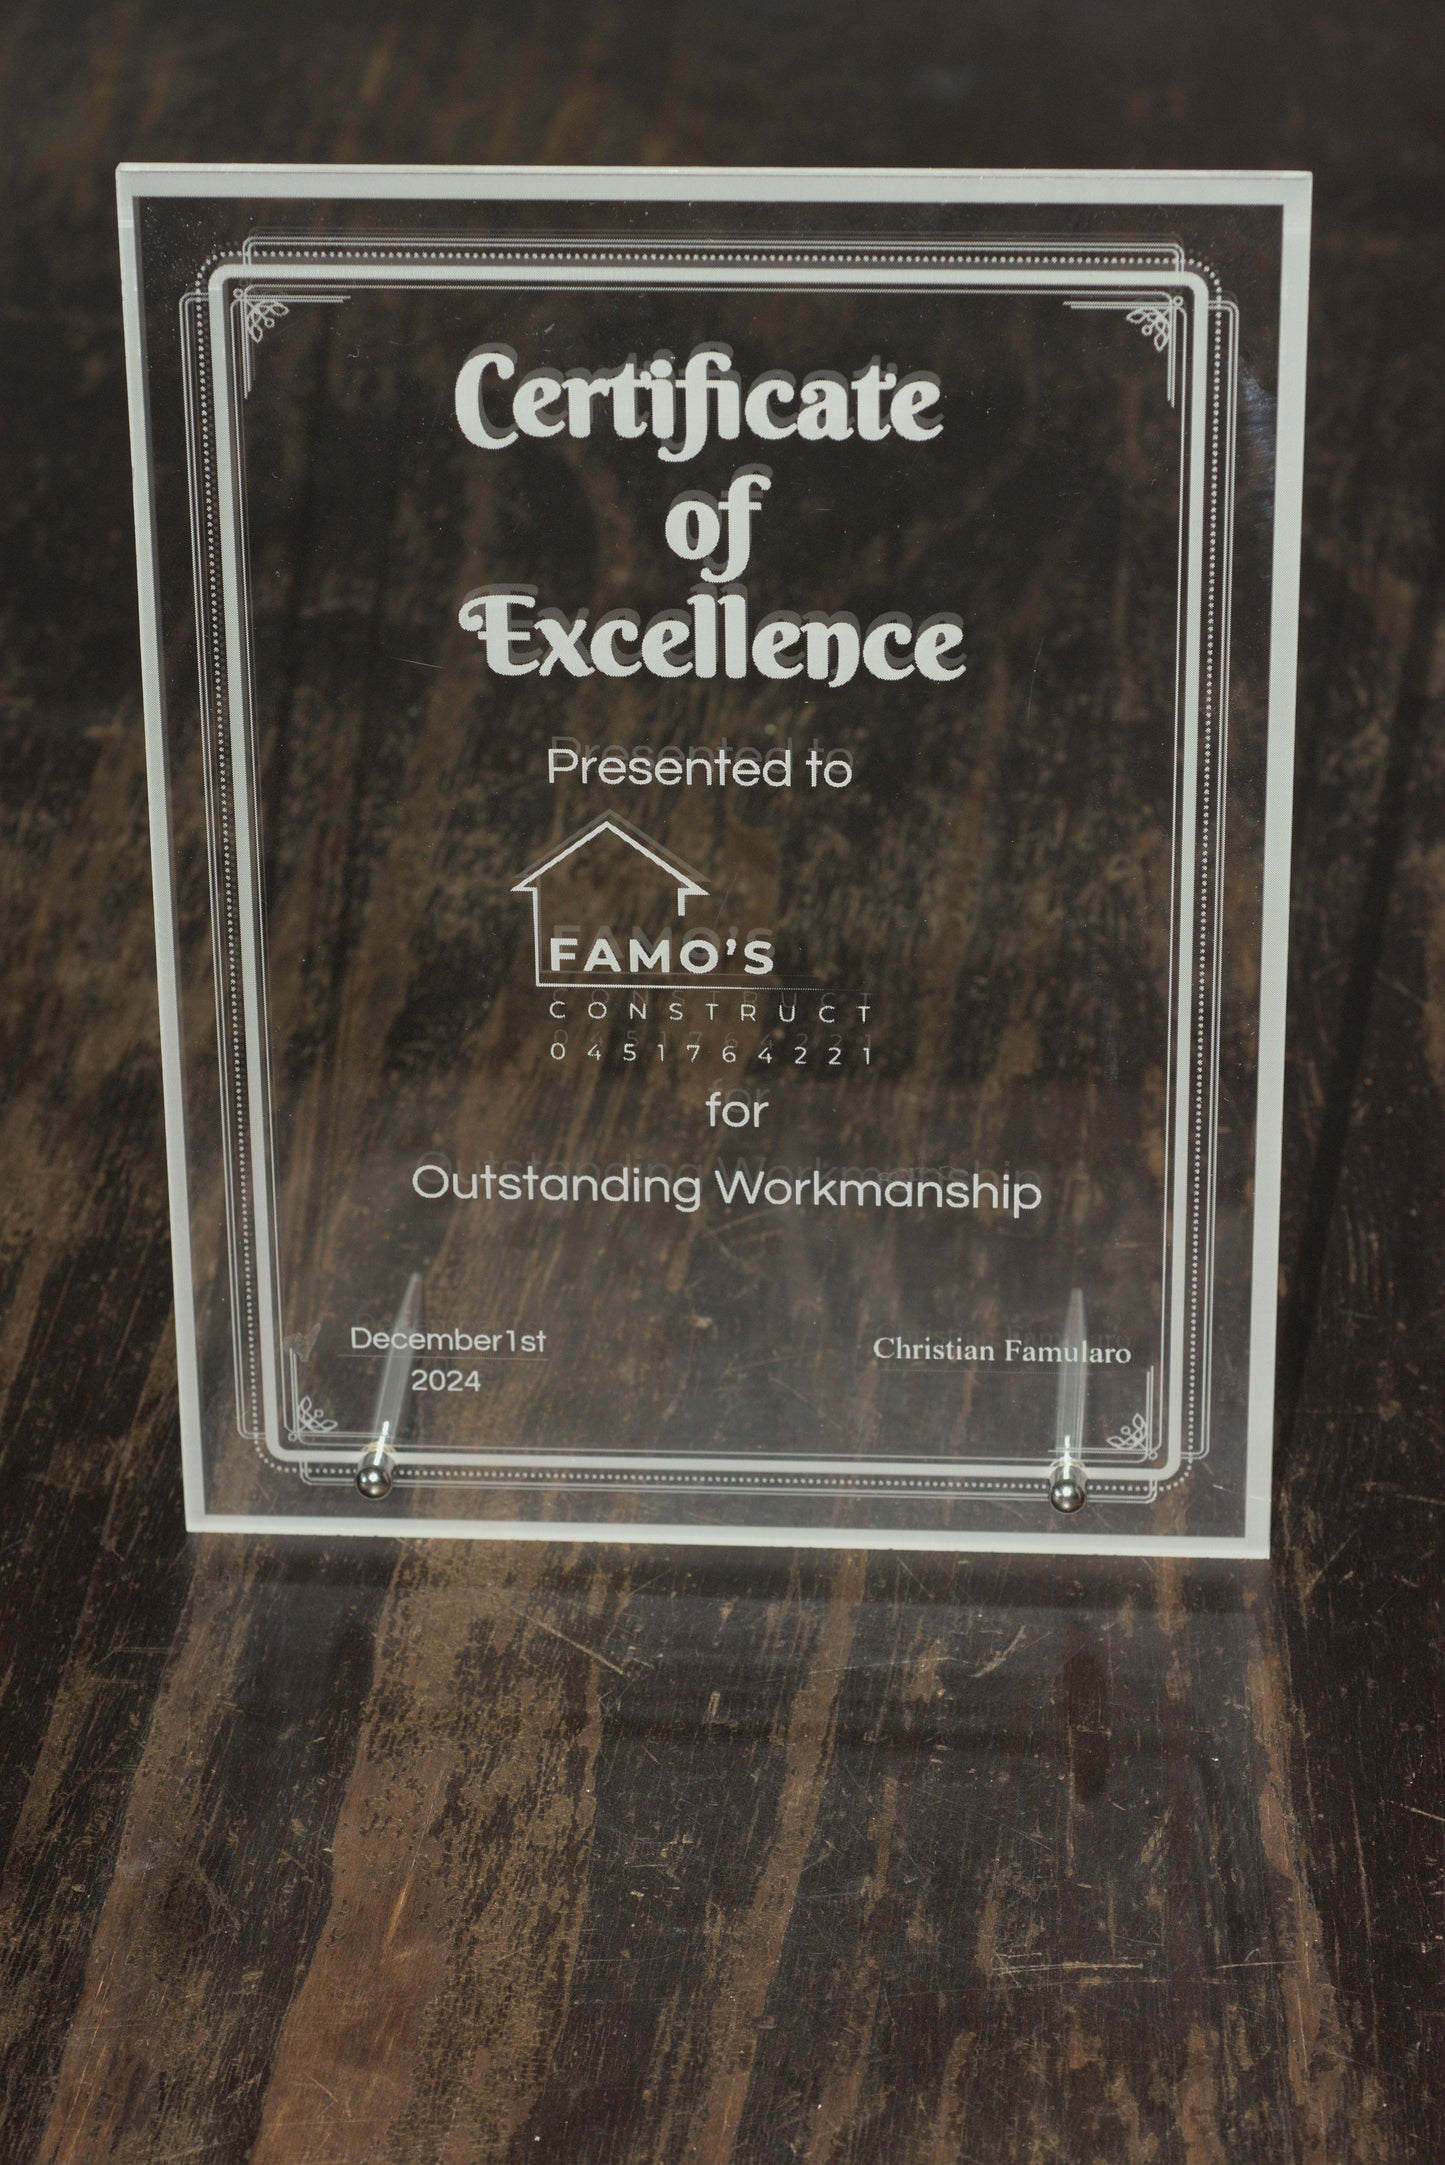 Certificate
of
Excellence
Presented to
FAMO'S
CONSTRUCT
0451764221
for
Outstanding Workmanship
December1st
2024
Christian Famularo